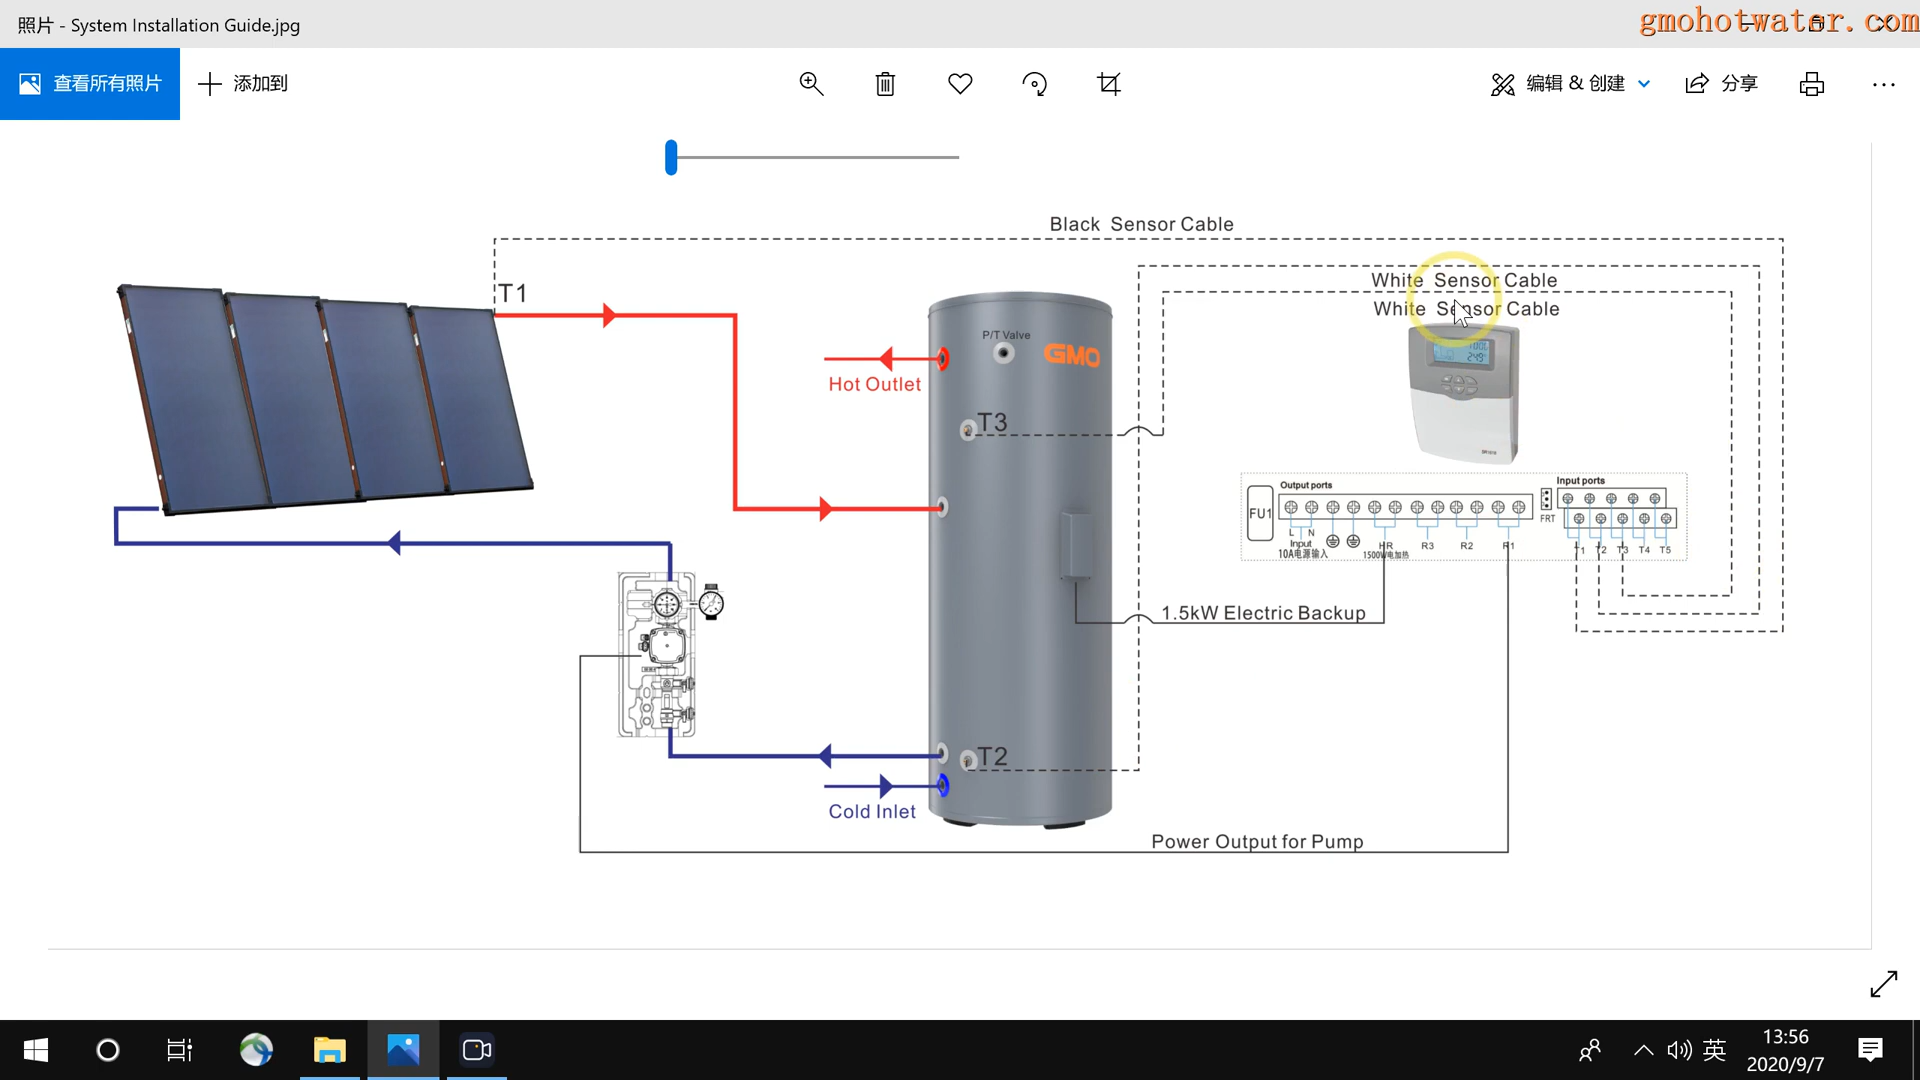 照片 - System Installation Guide.jpg
gmohotwater.com
查看所有照片
添加到
编辑 & 创建
分享
Black Sensor Cable
White Sensor Cable
White Sensor Cable
T1
P/T Valve
GMO
Hot Outlet
T3
Output ports
Input ports
FU1
FRT
L N
Input
10A电源输入
HR
1500W电加热
R3
R2
R1
T1 T2 T3 T4 T5
1.5kW Electric Backup
T2
Cold Inlet
Power Output for Pump
英
13:56
2020/9/7